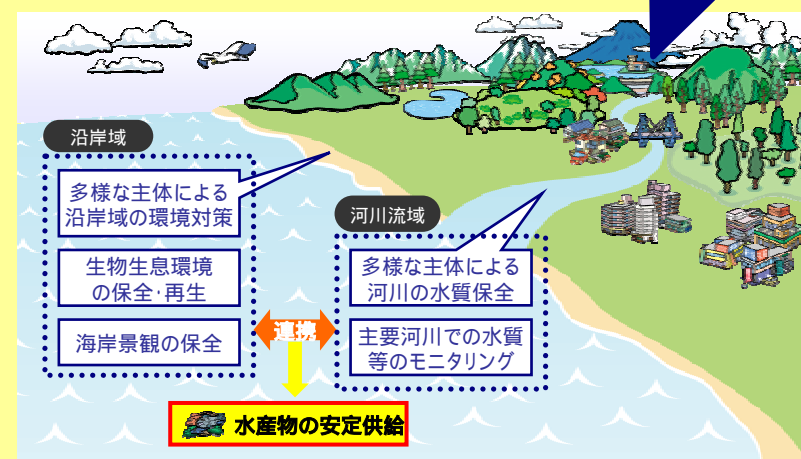 沿岸域
多様な主体による
沿岸域の環境対策
生物生息環境
の保全･再生
海岸景観の保全
河川流域
多様な主体による
河川の水質保全
主要河川での水質
等のモニタリング
連携
水産物の安定供給